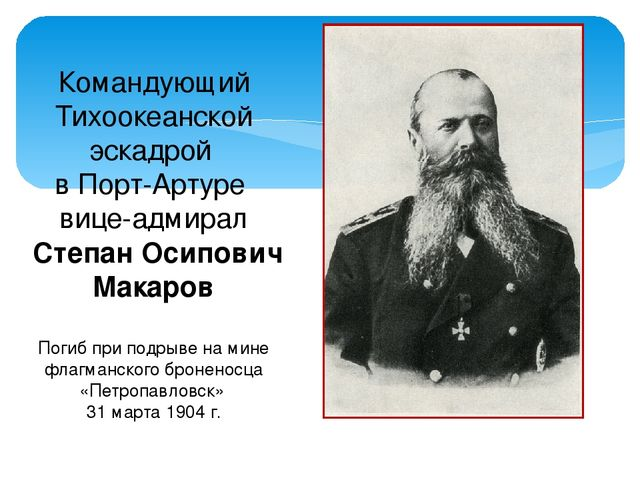 Командующий
Тихоокеанской
эскадрой
в Порт-Артуре
вице-адмирал
Степан Осипович
Макаров
Погиб при подрыве на мине
флагманского броненосца
«Петропавловск»
31 марта 1904 г.